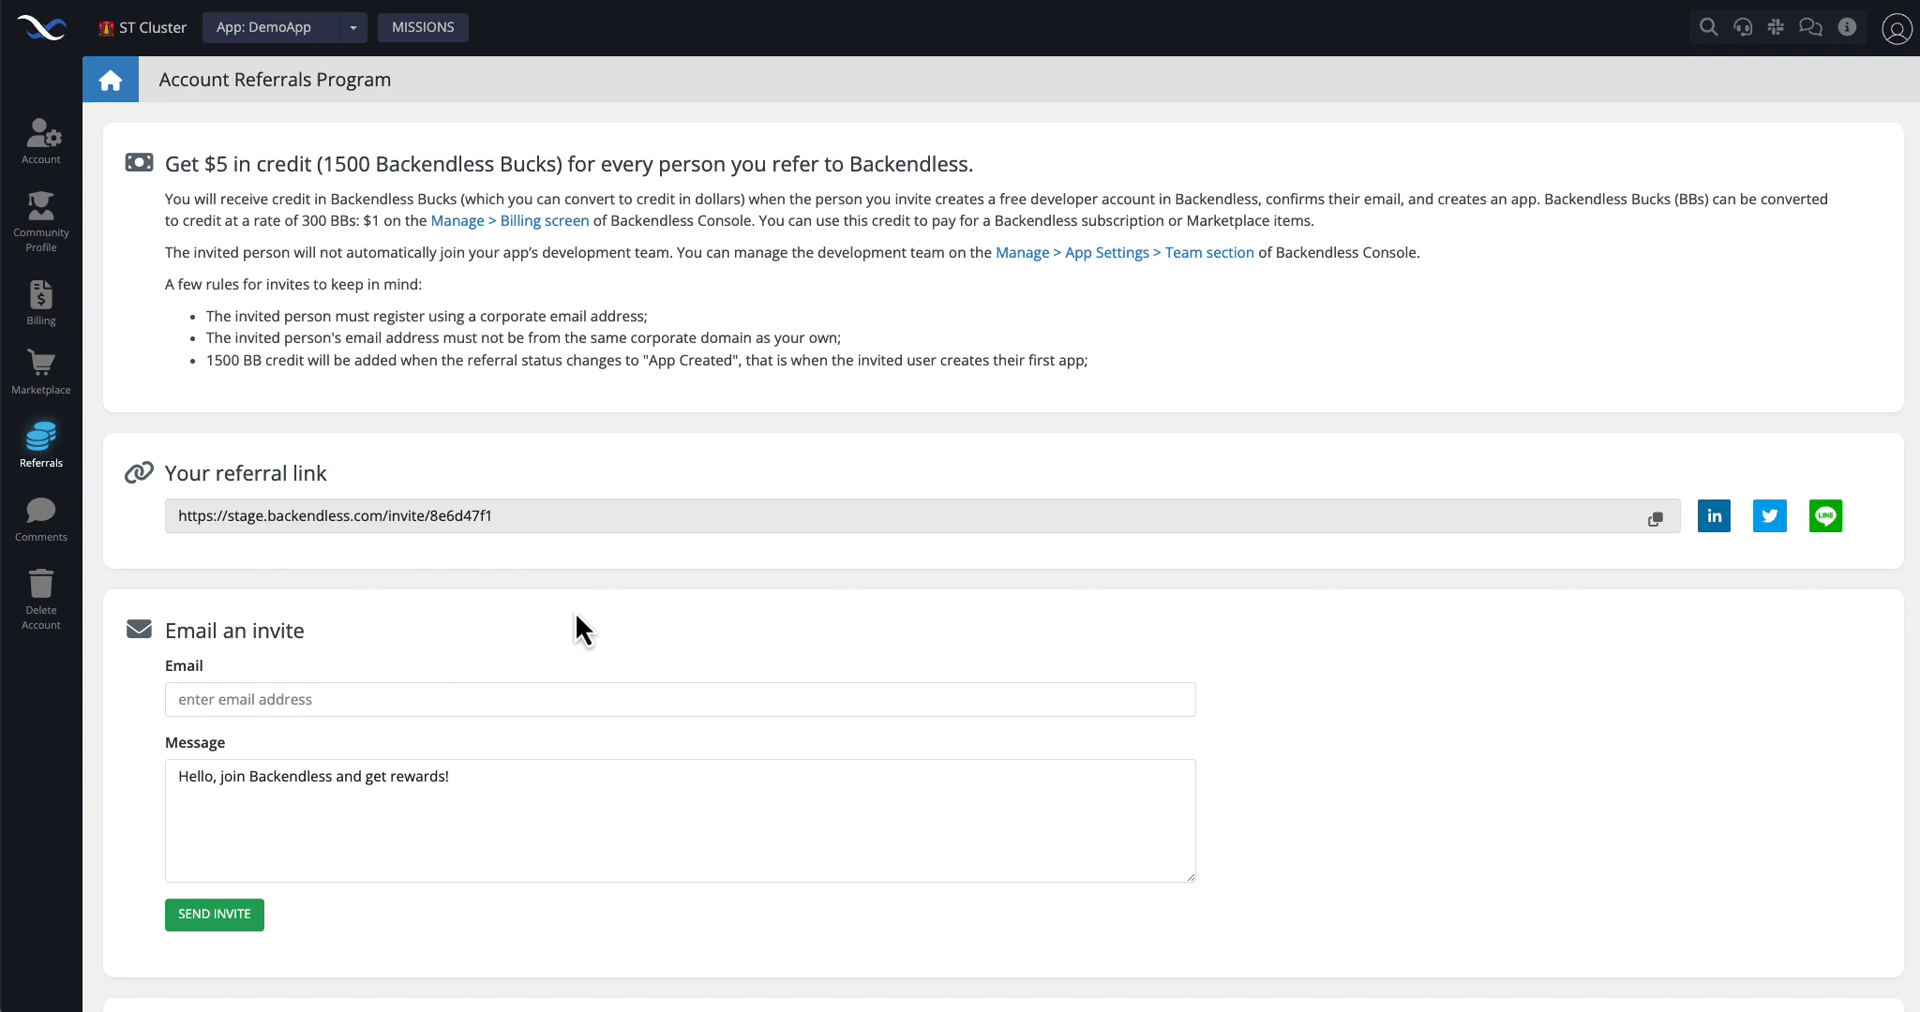 ST Cluster
App: DemoApp
MISSIONS
Account Referrals Program
Account
Community
Profile
Billing
Marketplace
Referrals
Comments
Delete
Account
Get $5 in credit (1500 Backendless Bucks) for every person you refer to Backendless.
You will receive credit in Backendless Bucks (which you can convert to credit in dollars) when the person you invite creates a free developer account in Backendless, confirms their email, and creates an app. Backendless Bucks (BBs) can be converted
to credit at a rate of 300 BBs: $1 on the Manage > Billing screen of Backendless Console. You can use this credit to pay for a Backendless subscription or Marketplace items.
The invited person will not automatically join your app's development team. You can manage the development team on the Manage > App Settings > Team section of Backendless Console.
A few rules for invites to keep in mind:
• The invited person must register using a corporate email address;
• The invited person's email address must not be from the same corporate domain as your own;
• 1500 BB credit will be added when the referral status changes to "App Created", that is when the invited user creates their first app;
Your referral link
https://stage.backendless.com/invite/8e6d47f1
in
LINE
Email an invite
Email
enter email address
Message
Hello, join Backendless and get rewards!
SEND INVITE